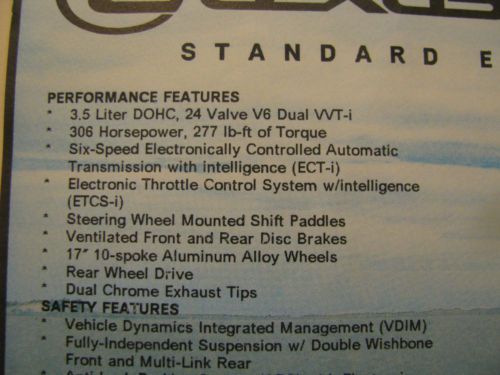 STANDARD E
PERFORMANCE FEATURES
* 3.5 Liter DOHC, 24 Valve V6 Dual VVT-i
* 306 Horsepower, 277 lb-ft of Torque
* Six-Speed Electronically Controlled Automatic
Transmission with intelligence (ECT-i)
* Electronic Throttle Control System w/intelligence
(ETCS-i)
* Steering Wheel Mounted Shift Paddles
* Ventilated Front and Rear Disc Brakes
* 17" 10-spoke Aluminum Alloy Wheels
* Rear Wheel Drive
* Dual Chrome Exhaust Tips
SAFETY FEATURES
* Vehicle Dynamics Integrated Management (VDIM)
* Fully-Independent Suspension w/ Double Wishbone
Front and Multi-Link Rear